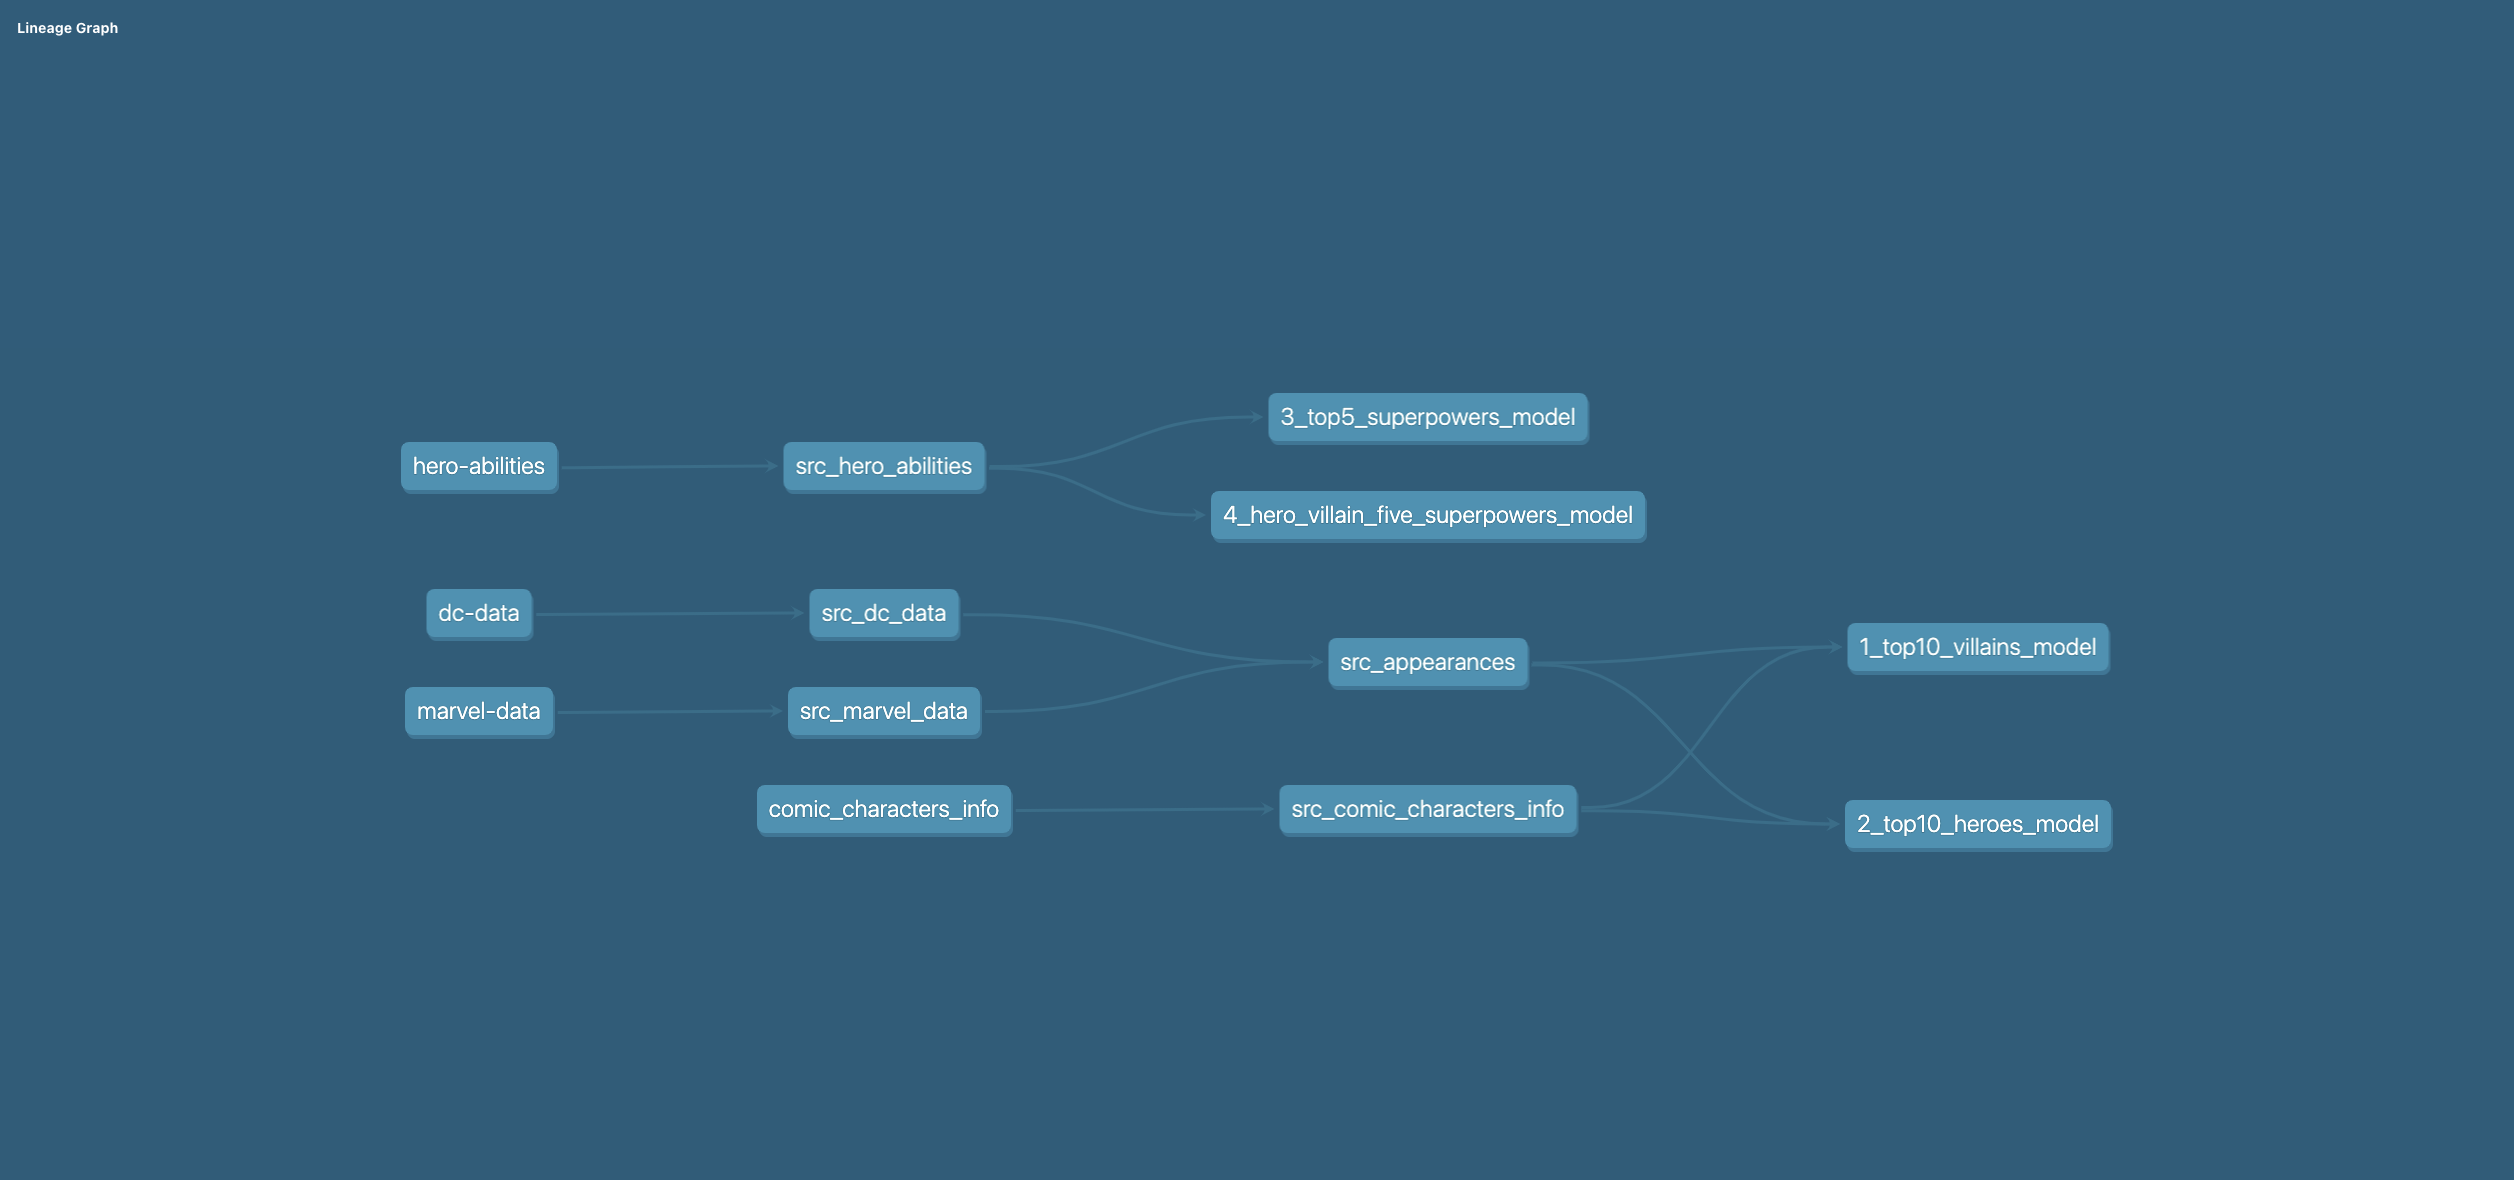 Lineage Graph
3_top5_superpowers_model
hero-abilities
src_hero_abilities
4_hero_villain_five_superpowers_model
dc-data
src_dc_data
1_top10_villains_model
src_appearances
marvel-data
src_marvel_data
comic_characters_info
src_comic_characters_info
2_top10_heroes_model